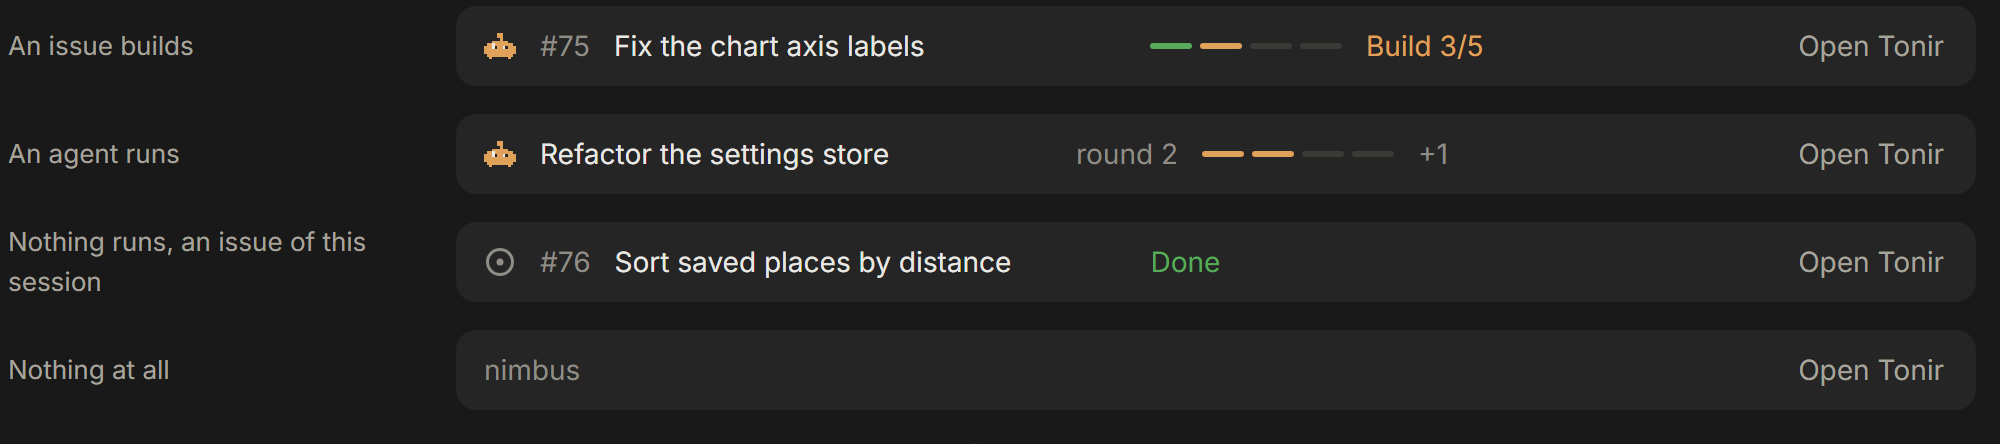 An issue builds
#75 Fix the chart axis labels Build 3/5 Open Tonir
An agent runs
Refactor the settings store round 2 +1 Open Tonir
Nothing runs, an issue of this
session
#76 Sort saved places by distance Done Open Tonir
Nothing at all
nimbus Open Tonir